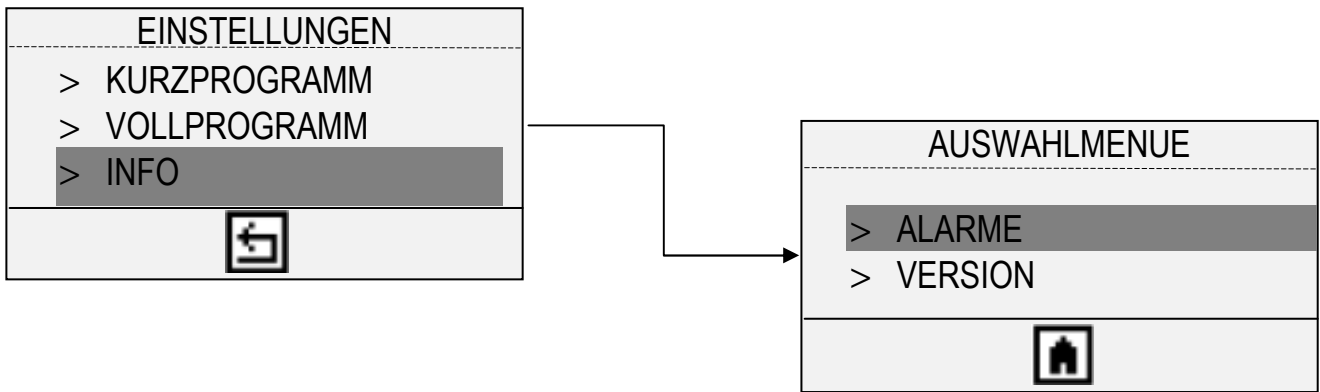 EINSTELLUNGEN
> KURZPROGRAMM
> VOLLPROGRAMM
> INFO
AUSWAHLMENUE
> ALARME
> VERSION